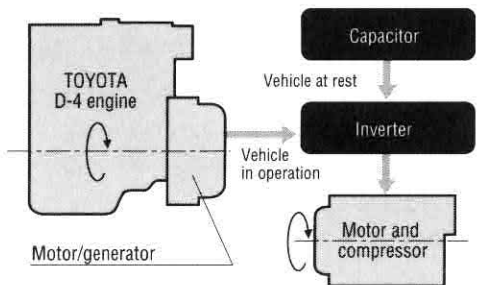 TOYOTA
D-4 engine
Capacitor
Vehicle at rest
Inverter
Vehicle
in operation
Motor and
compressor
Motor/generator